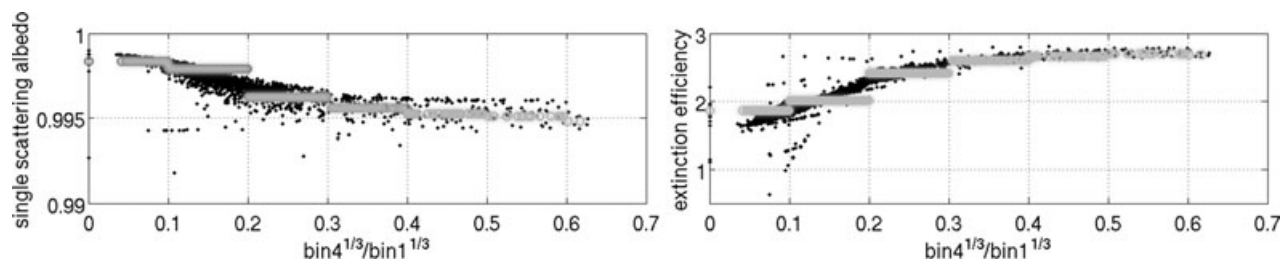 single scattering albedo
1
0.995
0.99
0 0.1 0.2 0.3 0.4 0.5 0.6 0.7
bin4^1/3/bin1^1/3
extinction efficiency
3
2
1
0 0.1 0.2 0.3 0.4 0.5 0.6 0.7
bin4^1/3/bin1^1/3